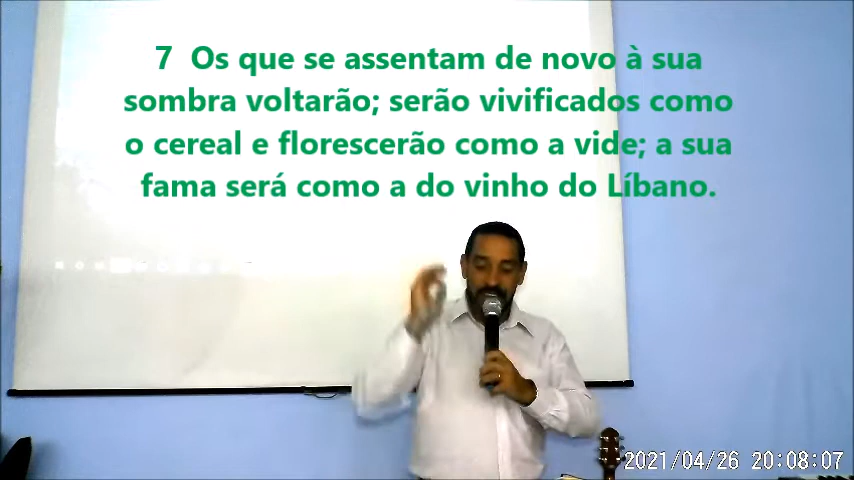 7 Os que se assentam de novo à sua
sombra voltarão; serão vivificados como
o cereal e florescerão como a vide; a sua
fama será como a do vinho do Líbano.
2021/04/26 20:08:07